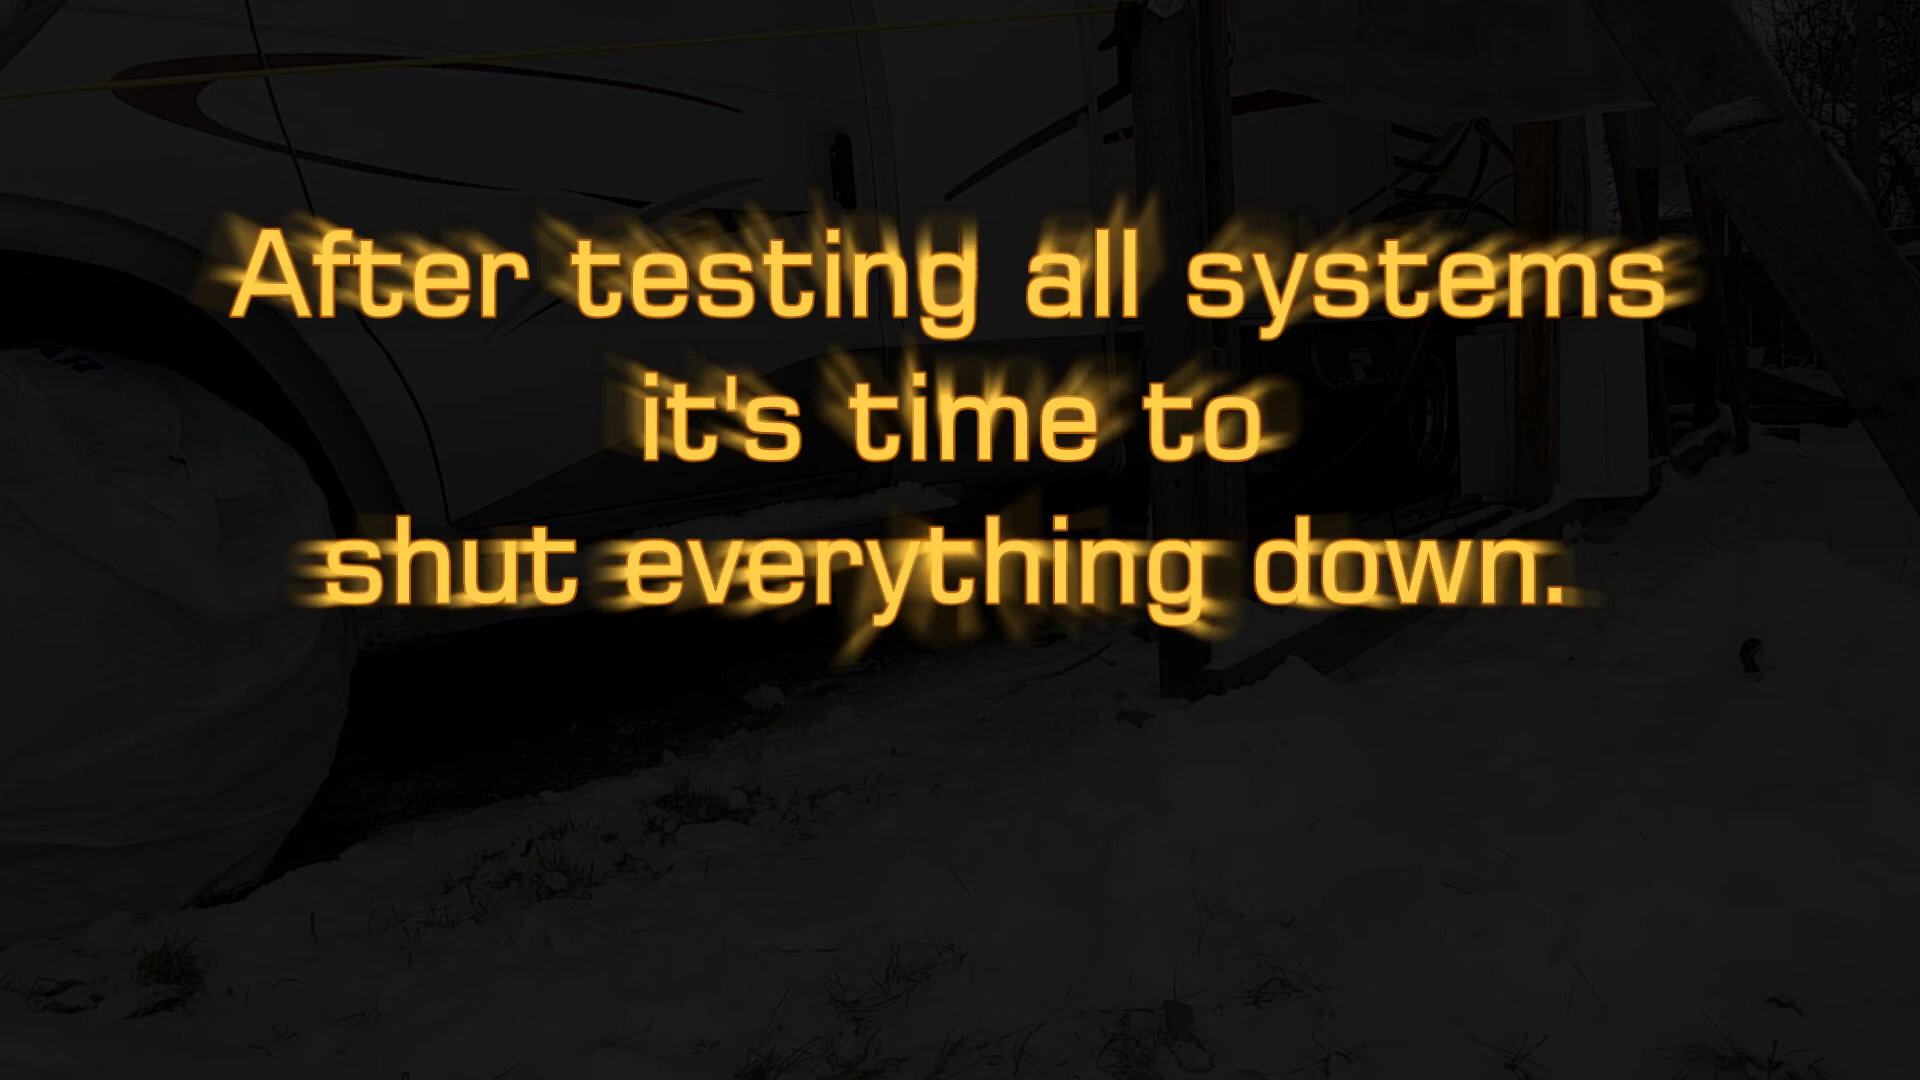 After testing all systems
it's time to
shut everything down.